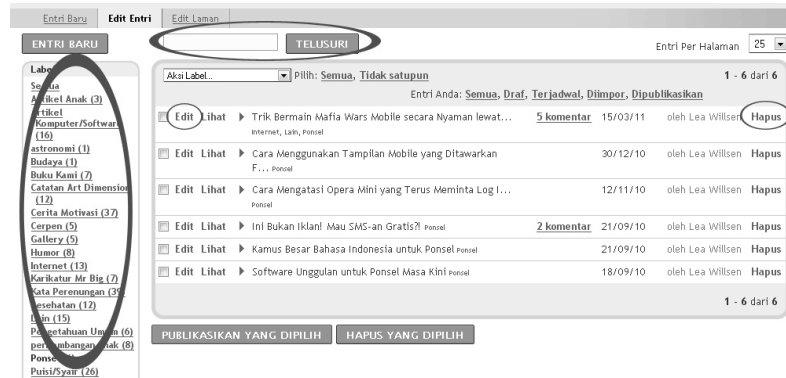 Entri Baru Edit Entri Edit Laman
ENTRI BARU TELUSURI Entri Per Halaman 25
Label
Semua
Artikel Anak (3)
Artikel
Komputer/Software
(16)
astronomi (1)
Budaya (1)
Buku Kami (7)
Catatan Art Dimension
(12)
Cerita Motivasi (37)
Cerpen (5)
Gallery (5)
Humor (8)
Internet (13)
Karikatur Mr Big (7)
Kata Perenungan (39)
Kesehatan (12)
Lain (15)
Pengetahuan Umum (6)
perkembangan anak (8)
Ponsel
Puisi/Syair (26)
Aksi Label... Pilih: Semua, Tidak satupun 1 - 6 dari 6
Entri Anda: Semua, Draf, Terjadwal, Diimpor, Dipublikasikan
Edit Lihat Trik Bermain Mafia Wars Mobile secara Nyaman lewat... 5 komentar 15/03/11 oleh Lea Willsen Hapus
Internet, Lain, Ponsel
Edit Lihat Cara Menggunakan Tampilan Mobile yang Ditawarkan 30/12/10 oleh Lea Willsen Hapus
F... Ponsel
Edit Lihat Cara Mengatasi Opera Mini yang Terus Meminta Log I... 12/11/10 oleh Lea Willsen Hapus
Ponsel
Edit Lihat Ini Bukan Iklan! Mau SMS-an Gratis?! Ponsel 2 komentar 21/09/10 oleh Lea Willsen Hapus
Edit Lihat Kamus Besar Bahasa Indonesia untuk Ponsel Ponsel 21/09/10 oleh Lea Willsen Hapus
Edit Lihat Software Unggulan untuk Ponsel Masa Kini Ponsel 18/09/10 oleh Lea Willsen Hapus
1 - 6 dari 6
PUBLIKASIKAN YANG DIPILIH HAPUS YANG DIPILIH